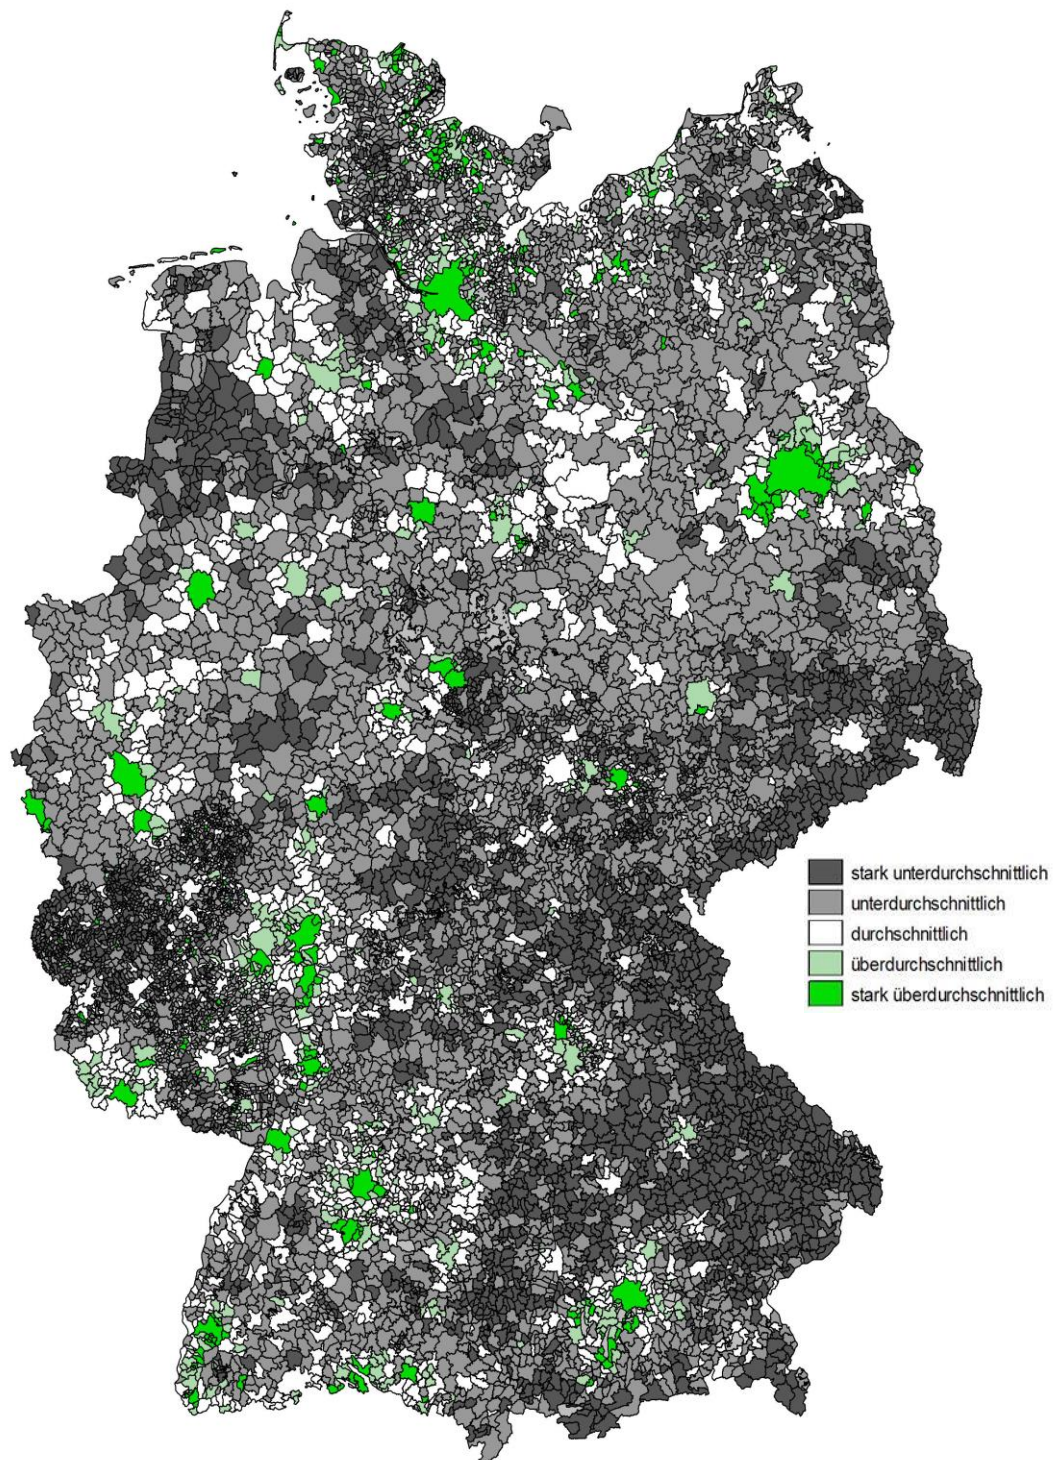 stark unterdurchschnittlich
unterdurchschnittlich
durchschnittlich
überdurchschnittlich
stark überdurchschnittlich